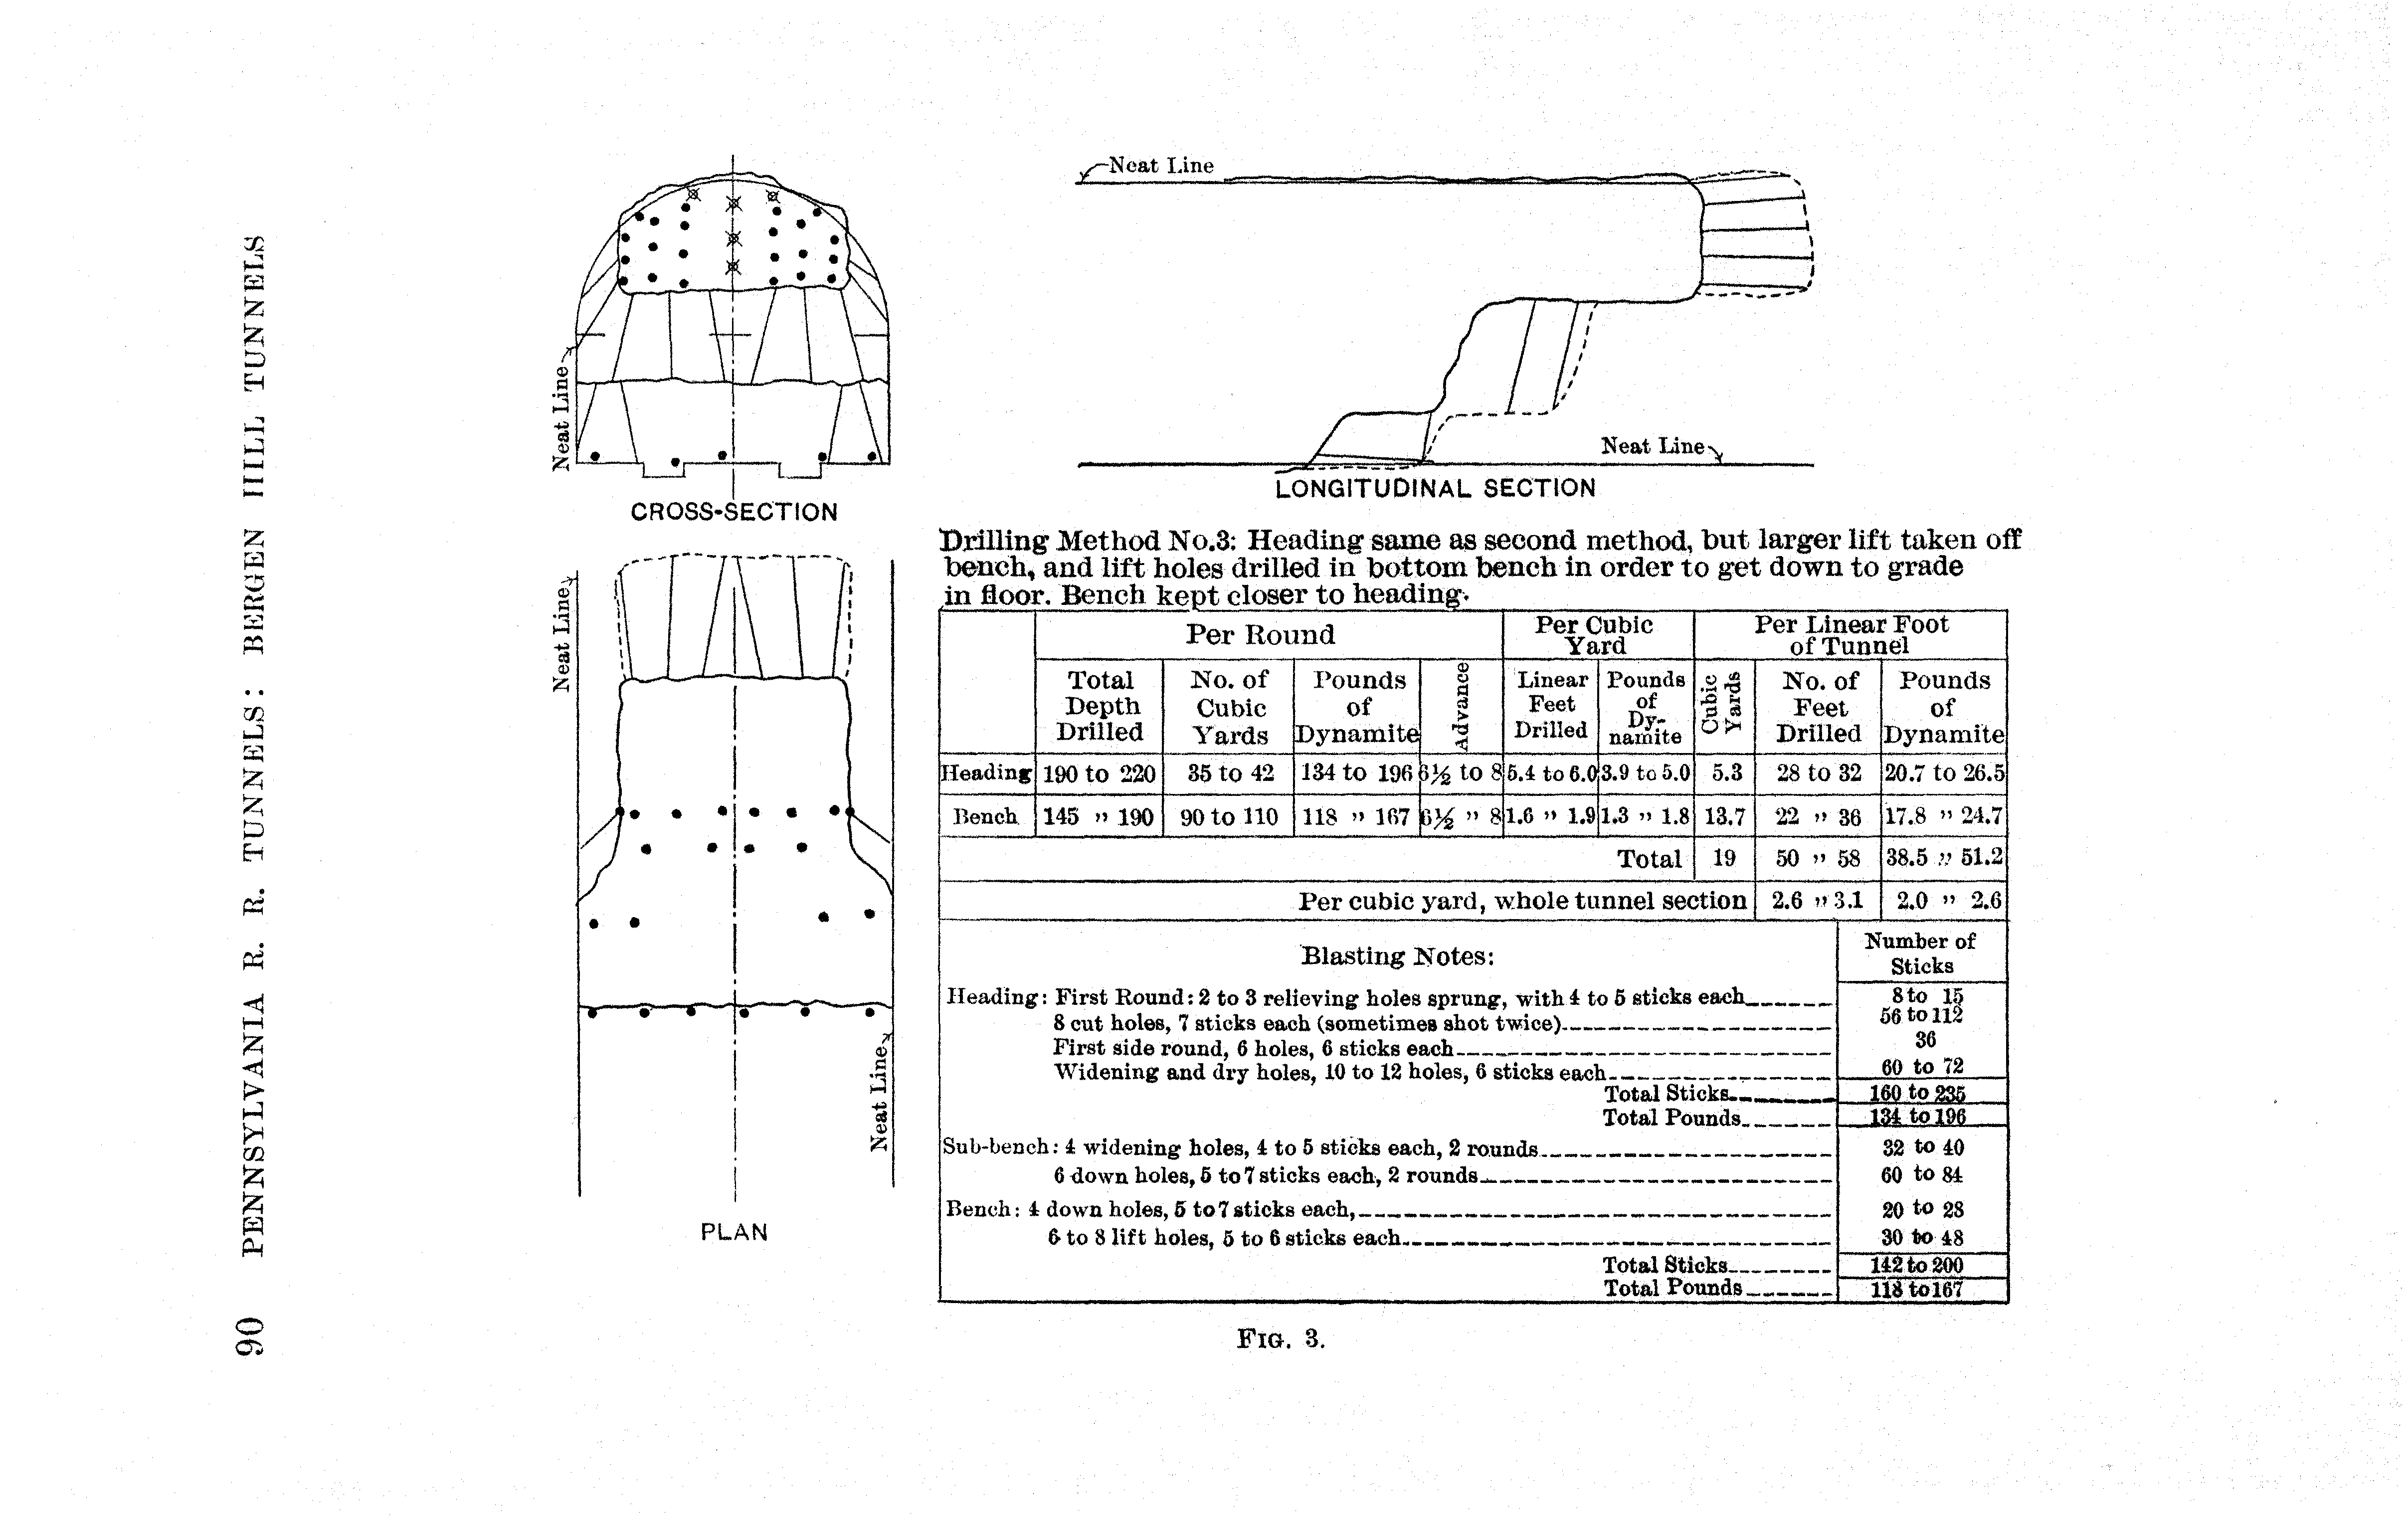 90 PENNSYLVANIA R. R. TUNNELS: BERGEN HILL TUNNELS
Neat Line
CROSS-SECTION
Neat Line
Neat Line
LONGITUDINAL SECTION
Neat Line
Neat Line
PLAN
Drilling Method No.3: Heading same as second method, but larger lift taken off
bench, and lift holes drilled in bottom bench in order to get down to grade
in floor. Bench kept closer to heading.
Per Round Per Cubic Yard Per Linear Foot of Tunnel
Total Depth Drilled No. of Cubic Yards Pounds of Dynamite Advance Linear Feet Drilled Pounds of Dy-namite Cubic Yards No. of Feet Drilled Pounds of Dynamite
Heading 190 to 220 35 to 42 134 to 196 6½ to 8 5.4 to 6.0 3.9 to 5.0 5.3 28 to 32 20.7 to 26.5
Bench 145 " 190 90 to 110 118 " 167 6½ " 8 1.6 " 1.9 1.3 " 1.8 13.7 22 " 36 17.8 " 24.7
Total 19 50 " 58 38.5 " 51.2
Per cubic yard, whole tunnel section 2.6 " 3.1 2.0 " 2.6
Blasting Notes: Number of Sticks
Heading: First Round: 2 to 3 relieving holes sprung, with 4 to 5 sticks each 8 to 15
8 cut holes, 7 sticks each (sometimes shot twice) 56 to 112
First side round, 6 holes, 6 sticks each 36
Widening and dry holes, 10 to 12 holes, 6 sticks each 60 to 72
Total Sticks 160 to 235
Total Pounds 134 to 196
Sub-bench: 4 widening holes, 4 to 5 sticks each, 2 rounds 32 to 40
6 down holes, 5 to 7 sticks each, 2 rounds 60 to 84
Bench: 4 down holes, 5 to 7 sticks each, 20 to 28
6 to 8 lift holes, 5 to 6 sticks each 30 to 48
Total Sticks 142 to 200
Total Pounds 118 to 167
FIG. 3.